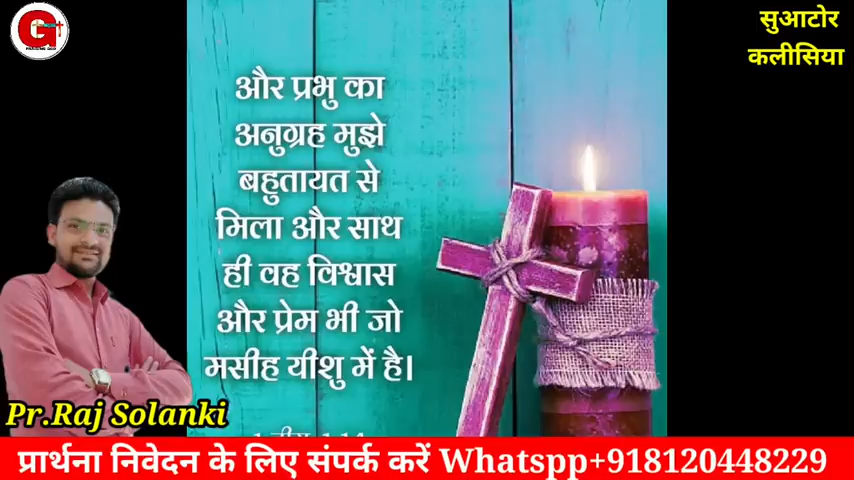 सुआटोर
कलीसिया
और प्रभु का
अनुग्रह मुझे
बहुतायत से
मिला और साथ
ही वह विश्वास
और प्रेम भी जो
मसीह यीशु में है।
Pr.Raj Solanki
प्रार्थना निवेदन के लिए संपर्क करें Whatspp+918120448229